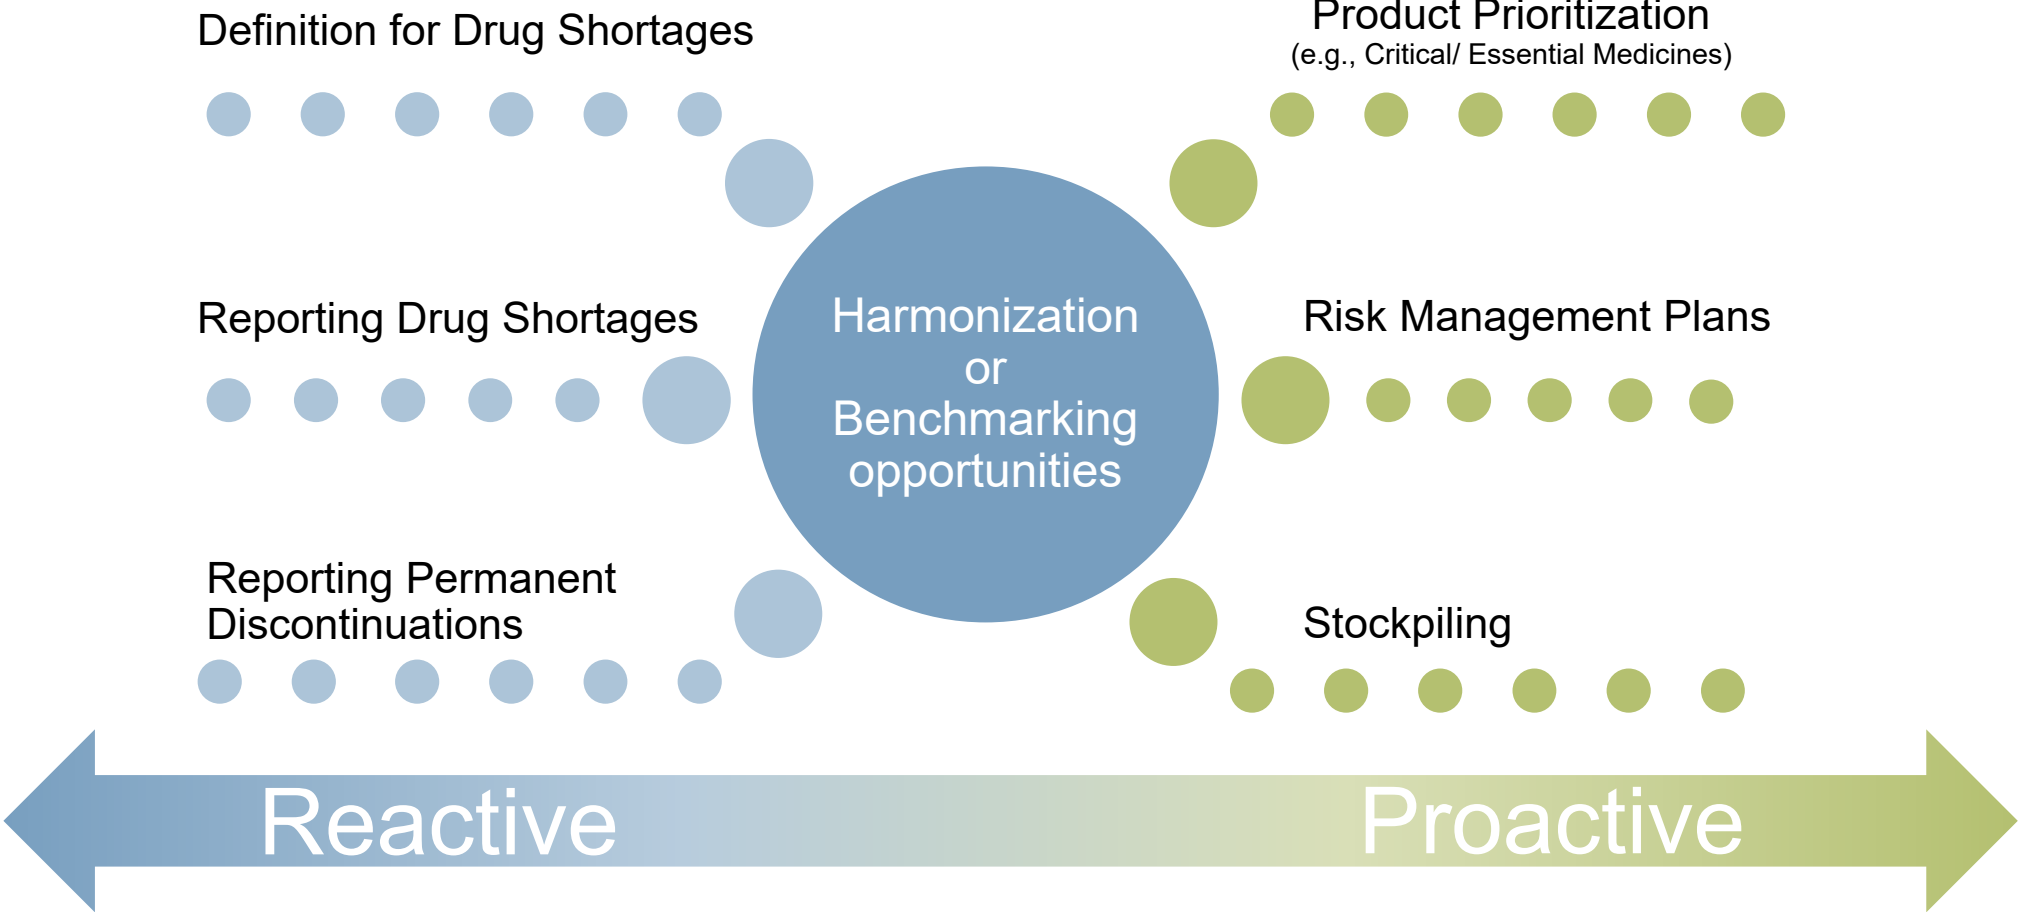 Definition for Drug Shortages
Product Prioritization
(e.g., Critical/ Essential Medicines)
Reporting Drug Shortages
Risk Management Plans
Harmonization
or
Benchmarking
opportunities
Reporting Permanent
Discontinuations
Stockpiling
Reactive
Proactive